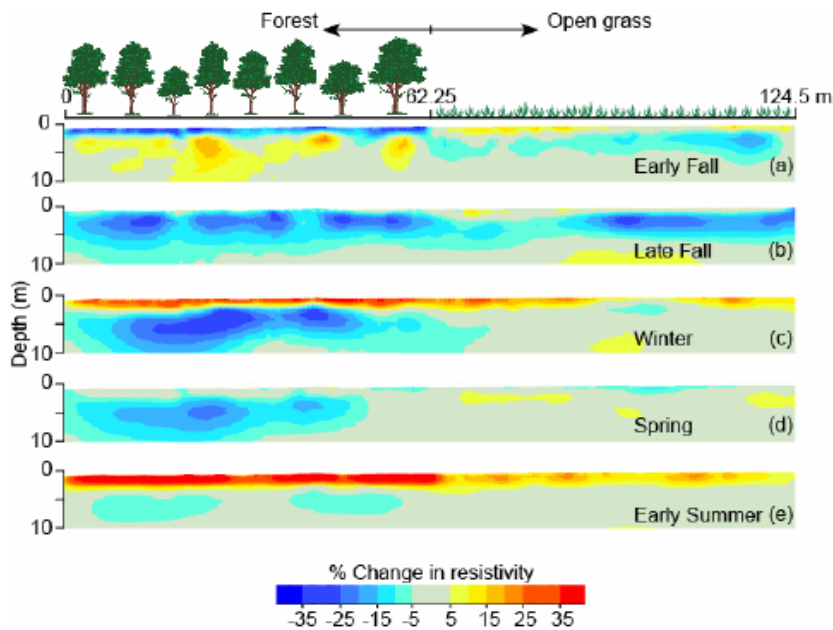 Forest Open grass
0 62.25 124.5 m
0
10
Early Fall (a)
0
10
Late Fall (b)
0
10
Winter (c)
0
10
Spring (d)
0
10
Early Summer (e)
Depth (m)
% Change in resistivity
-35 -25 -15 -5 5 15 25 35